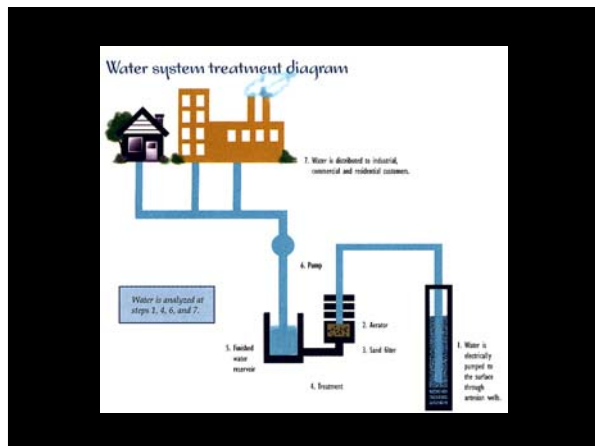 Water system treatment diagram
7. Water is distributed to industrial,
commercial and residential customers.
6. Pump
Water is analyzed at
steps 1, 4, 6, and 7.
2. Aerator
3. Sand filter
5. Finished
water
reservoir
4. Treatment
1. Water is
electrically
pumped to
the surface
through
artesian wells.